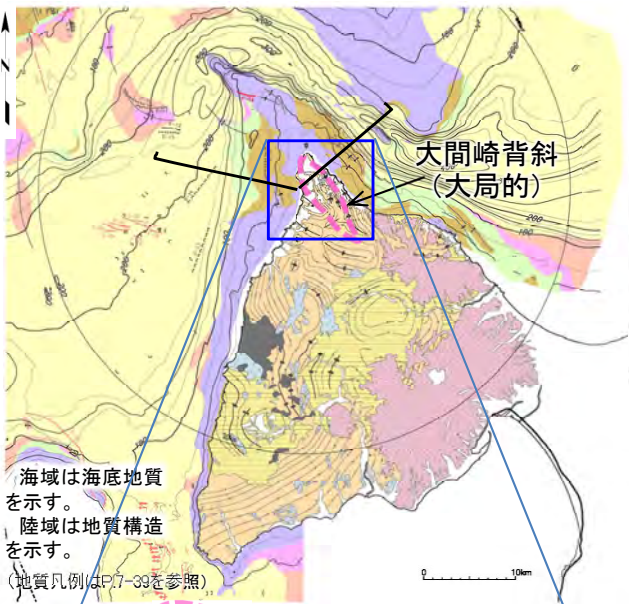 大間崎背斜
(大局的)
海域は海底地質
を示す。
陸域は地質構造
を示す。
(地質凡例はP.7-39を参照)
0 10km